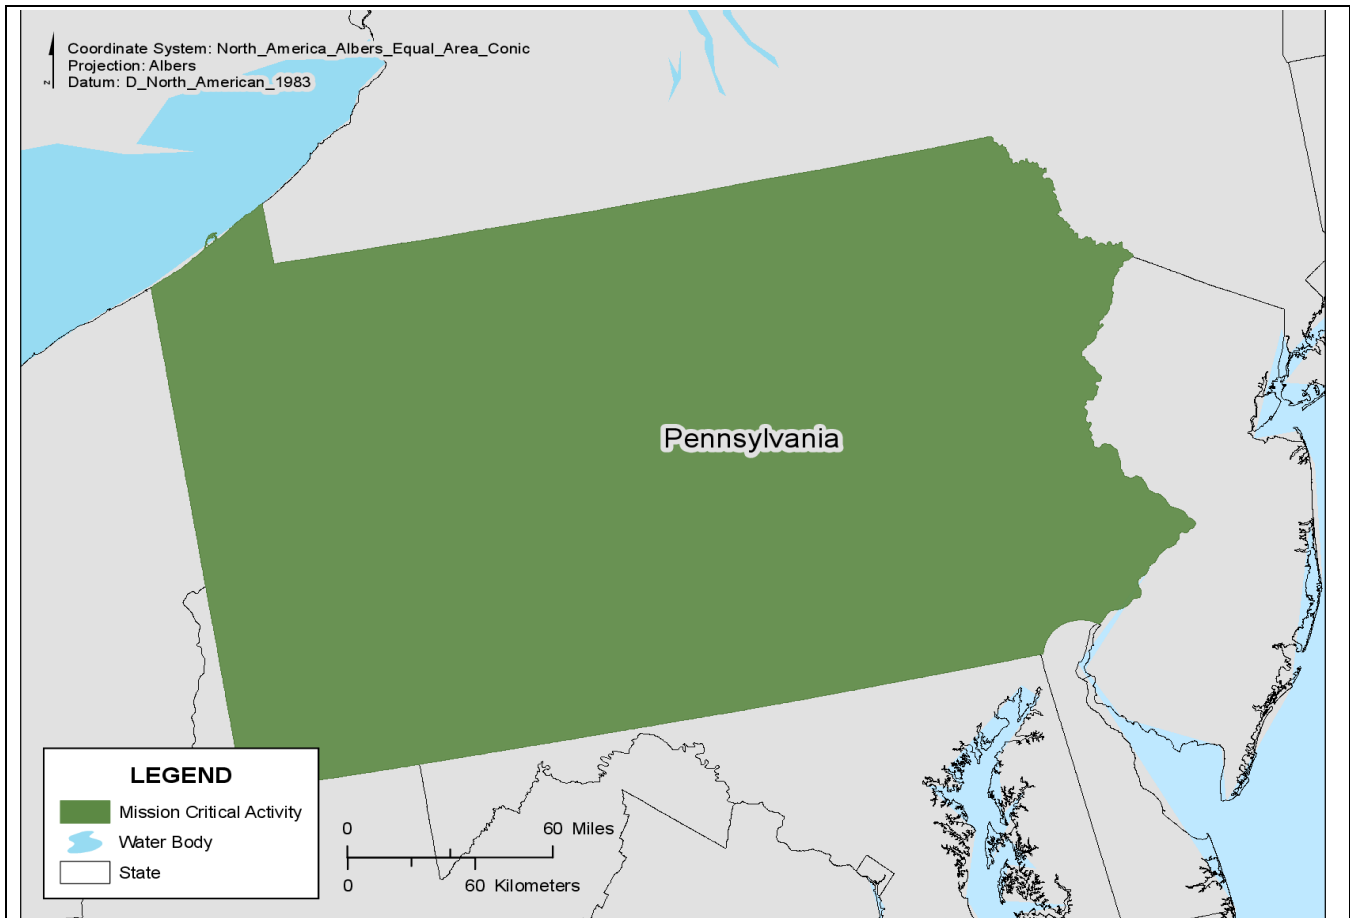 Coordinate System: North_America_Albers_Equal_Area_Conic
Projection: Albers
Datum: D_North_American_1983
z
Pennsylvania
LEGEND
Mission Critical Activity
Water Body
State
0 60 Miles
0 60 Kilometers